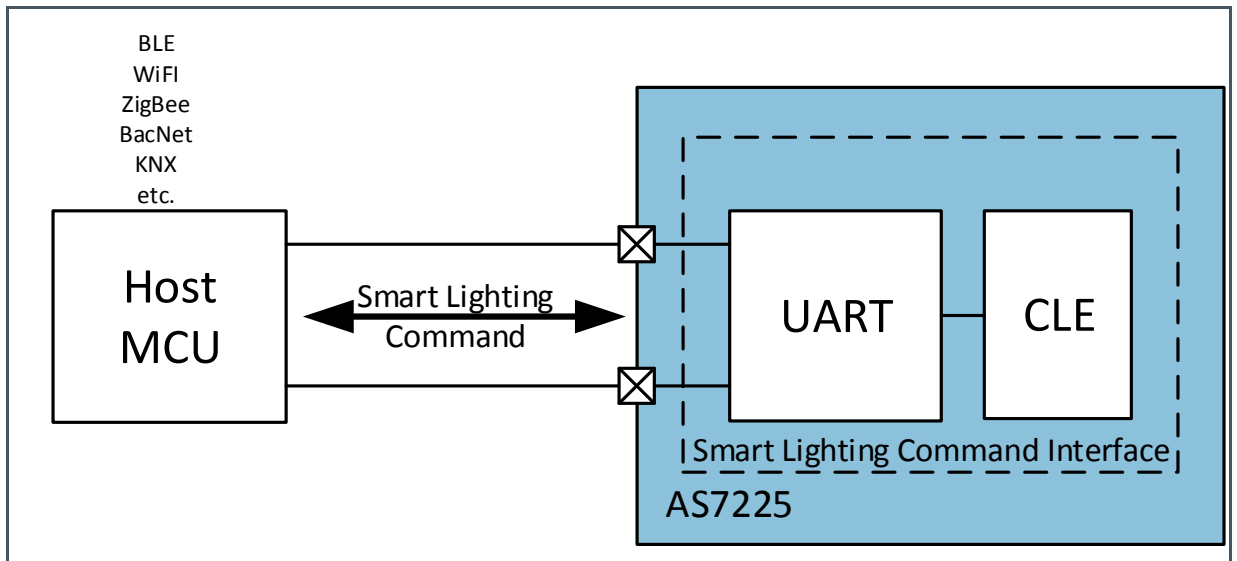 BLE
WiFI
ZigBee
BacNet
KNX
etc.
Host
MCU
Smart Lighting
Command
UART
CLE
Smart Lighting Command Interface
AS7225